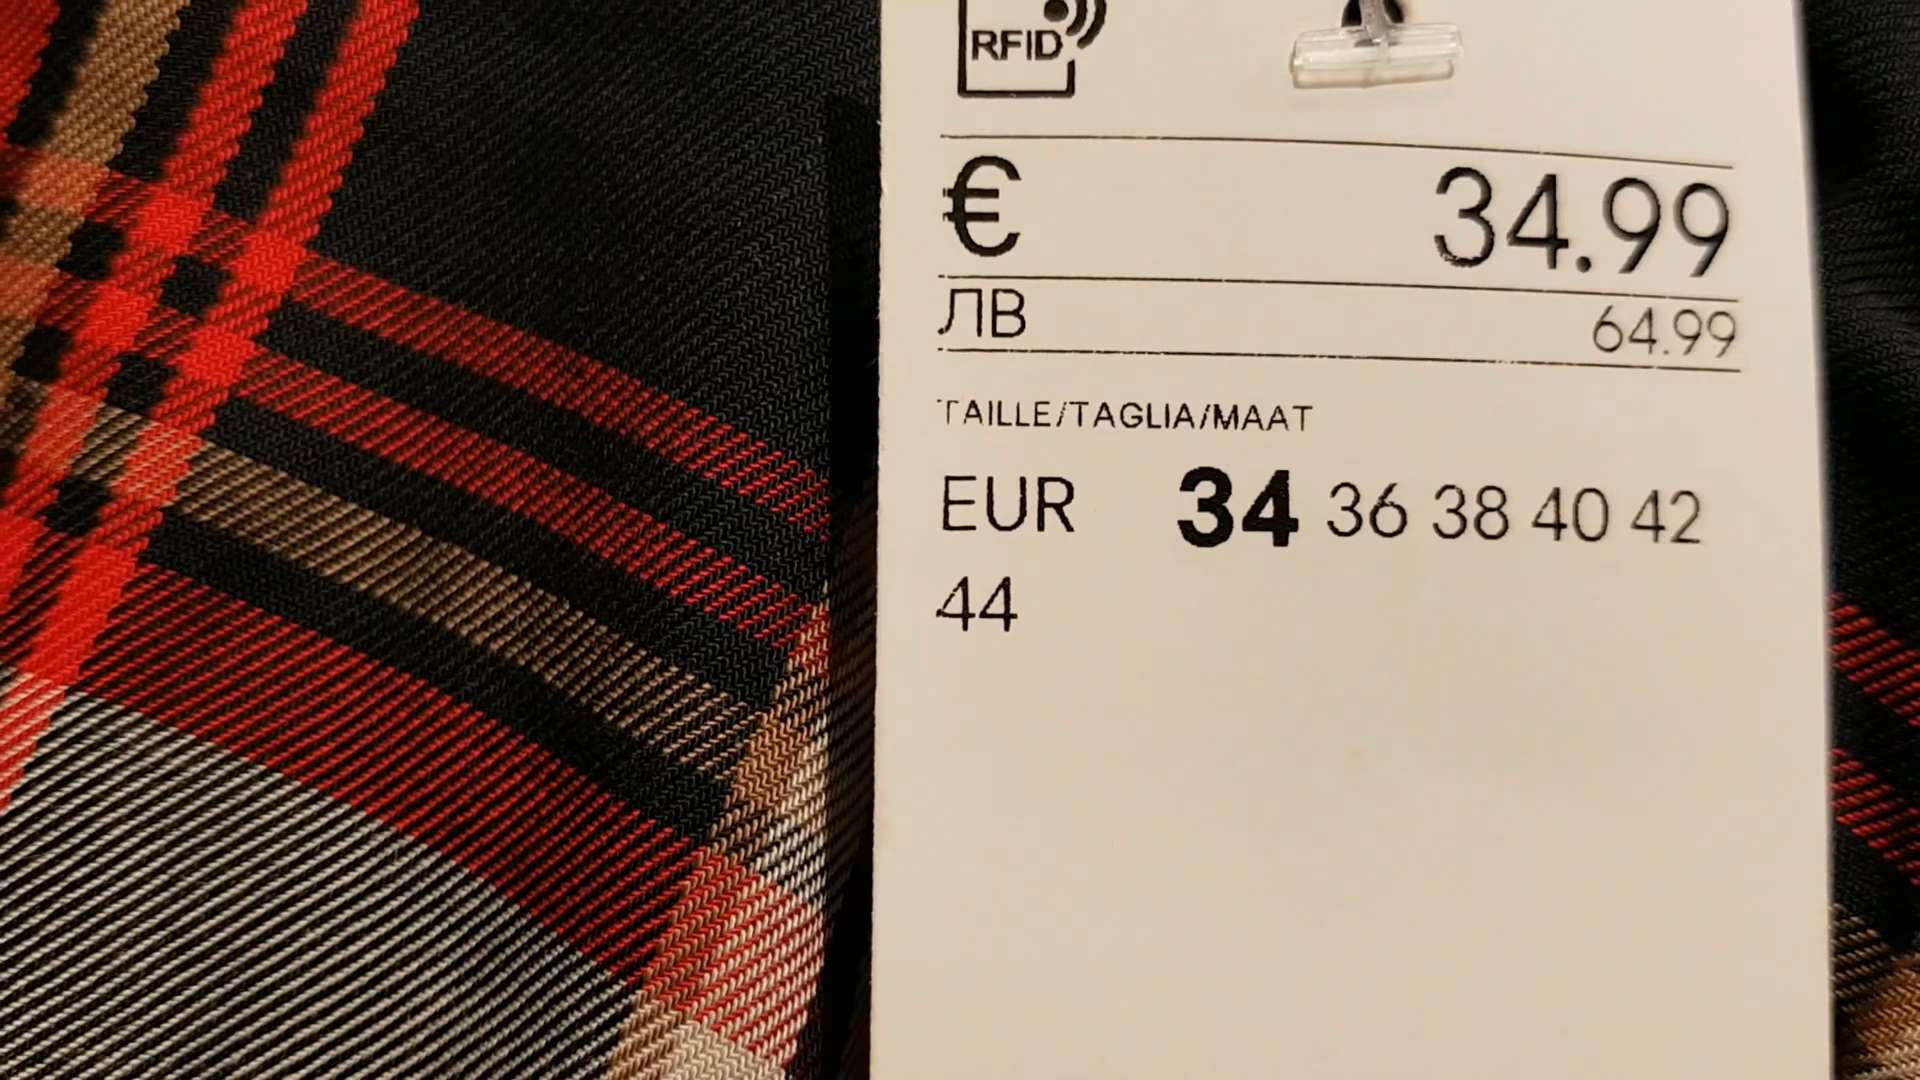 RFID
€ 34.99
ЛВ 64.99
TAILLE/TAGLIA/MAAT
EUR 34 36 38 40 42
44